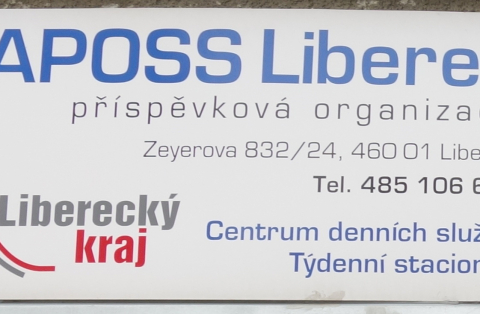 APOSS Libere
příspěvková organizac
Zeyerova 832/24, 460 01 Libe
Tel. 485 106 6
Liberecký
kraj
Centrum denních služ
Týdenní stacion